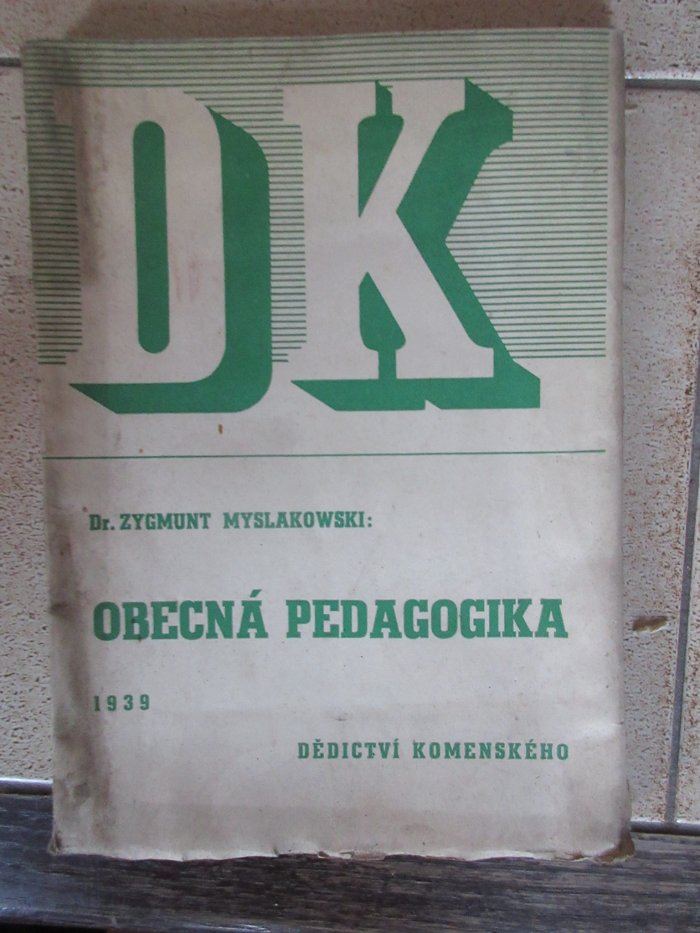 DK
Dr. ZYGMUNT MYSLAKOWSKI:
OBECNÁ PEDAGOGIKA
1939
DĚDICTVÍ KOMENSKÉHO